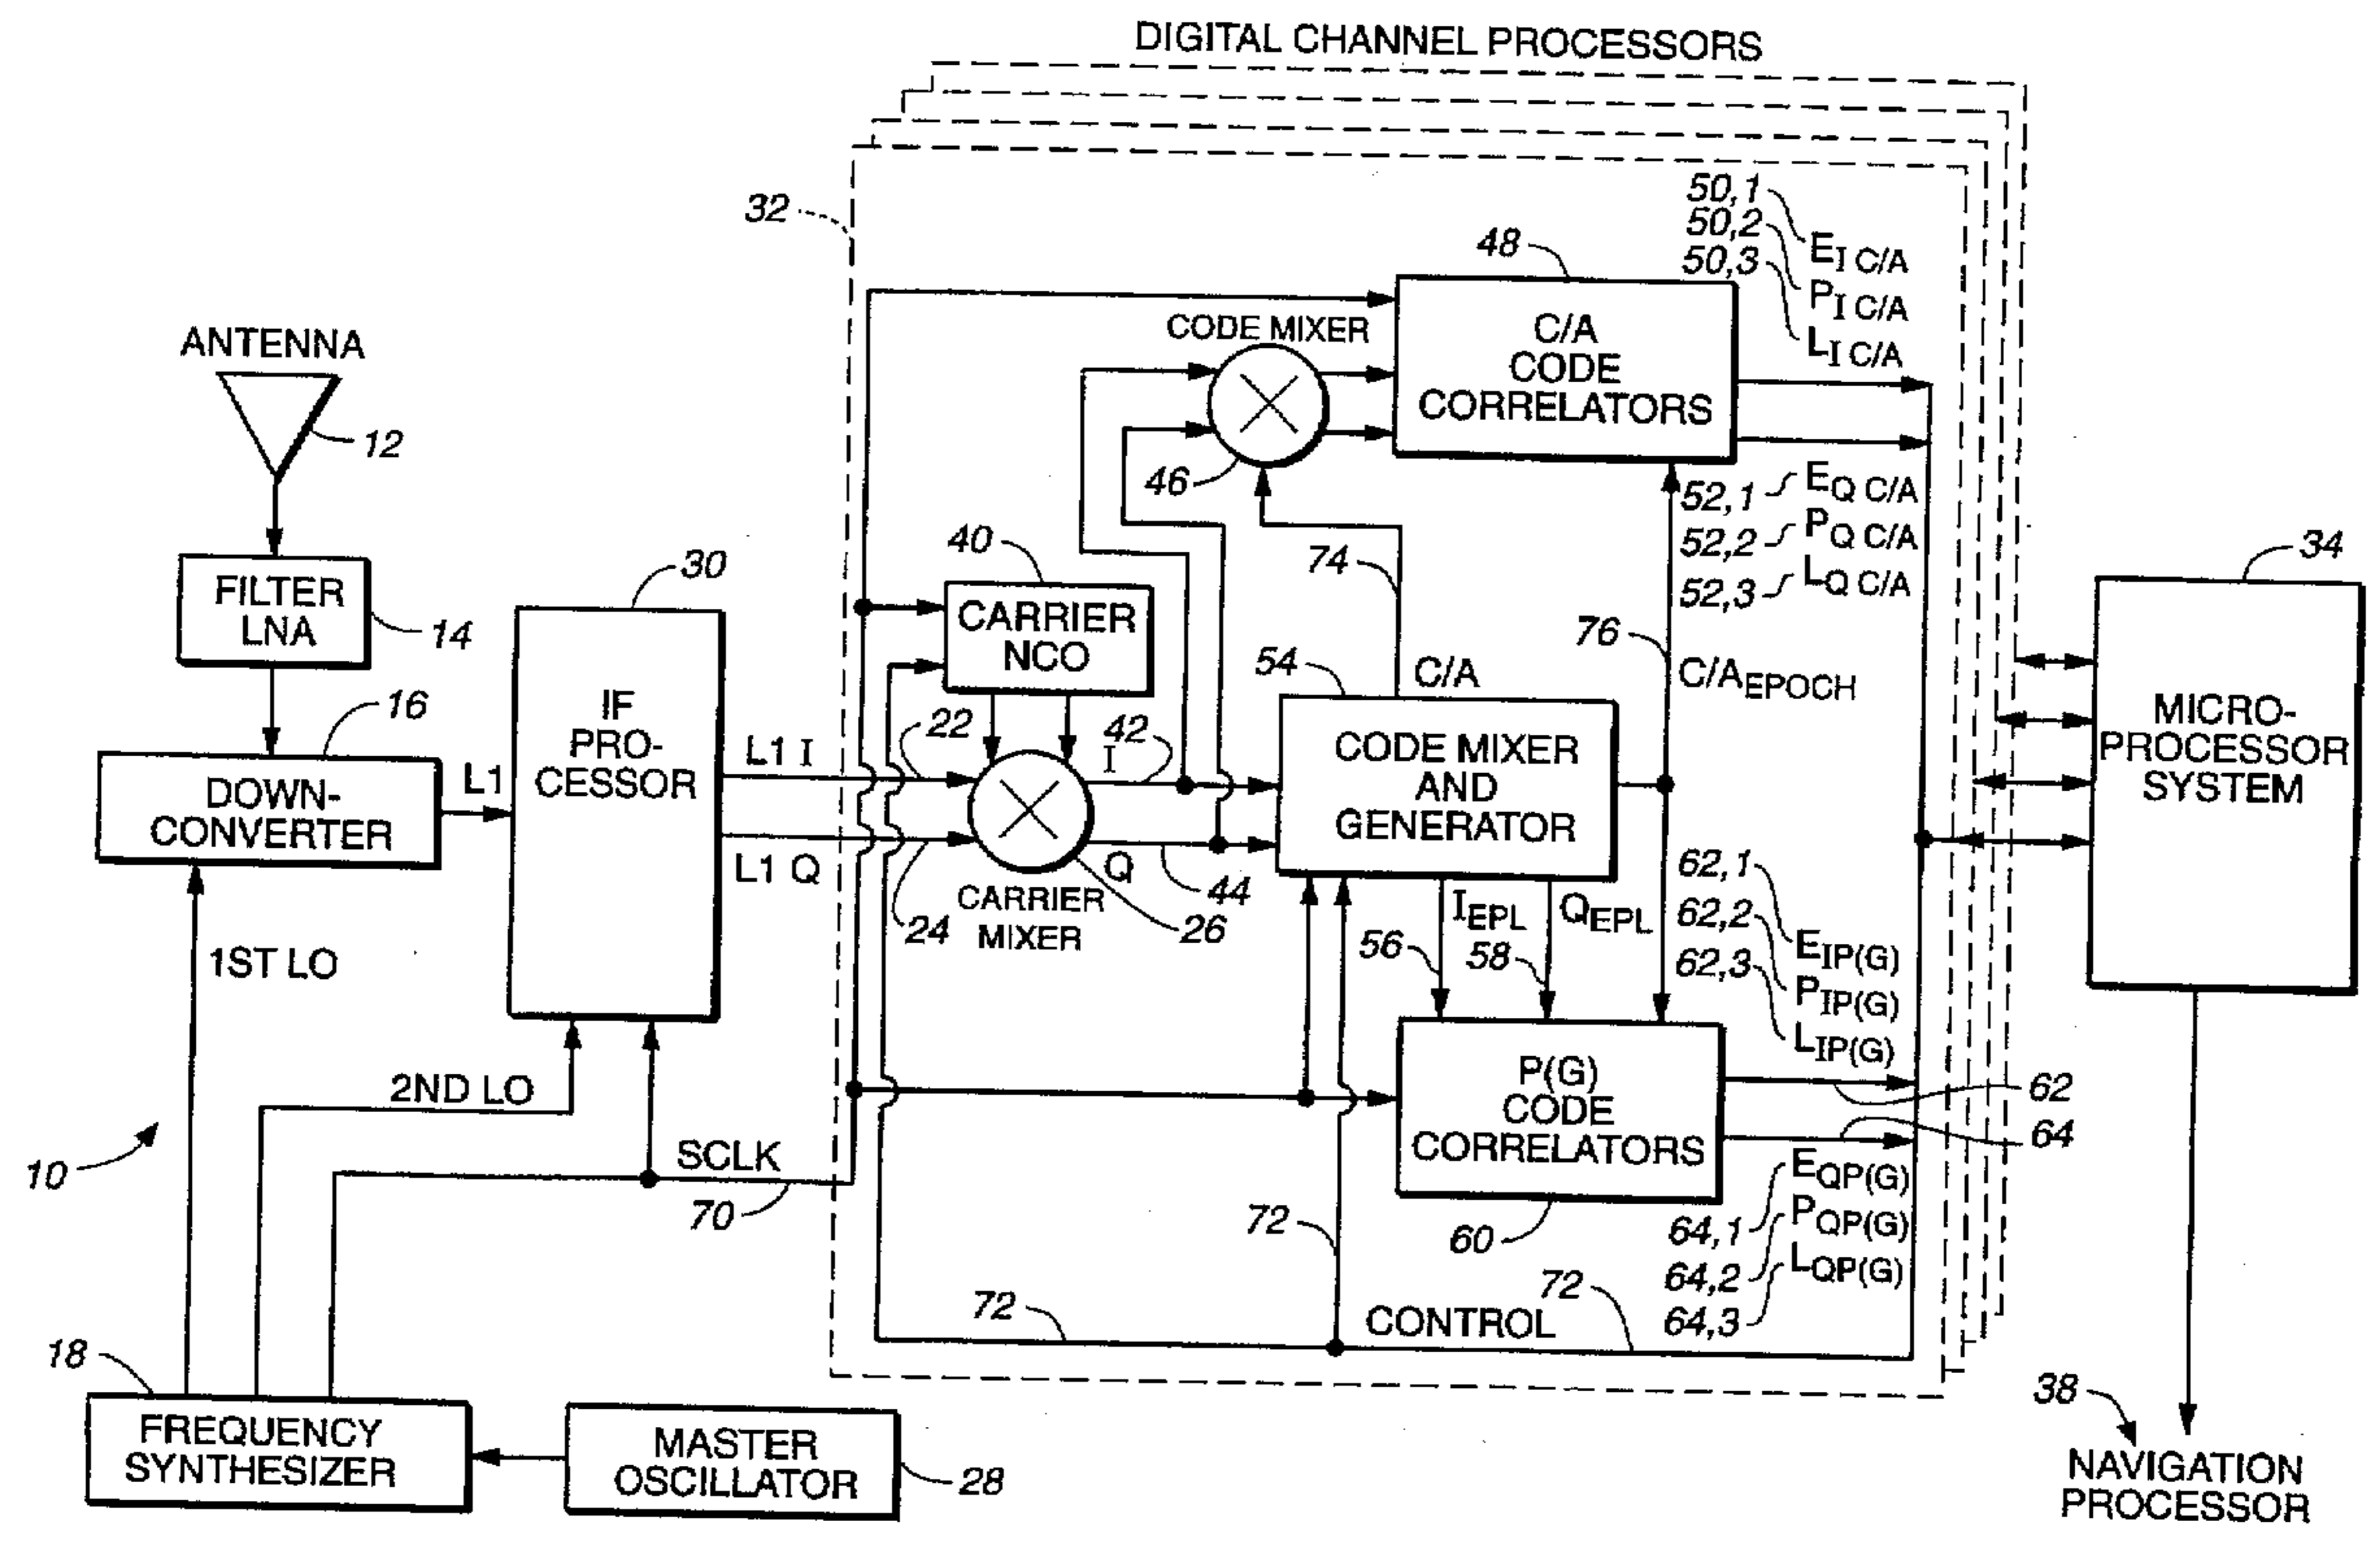 DIGITAL CHANNEL PROCESSORS
32
50,1
50,2
50,3
E_I C/A
P_I C/A
L_I C/A
48
C/A
CODE
CORRELATORS
CODE MIXER
46
ANTENNA
12
FILTER
LNA
14
16
DOWN-
CONVERTER
L1
30
IF
PRO-
CESSOR
L1 I
L1 Q
22
24
40
CARRIER
NCO
CARRIER
MIXER
26
42
I
Q
44
74
C/A
54
CODE MIXER
AND
GENERATOR
76
C/A_EPOCH
52,1
52,2
52,3
E_Q C/A
P_Q C/A
L_Q C/A
34
MICRO-
PROCESSOR
SYSTEM
56
I_EPL
58
Q_EPL
62,1
62,2
62,3
E_IP(G)
P_IP(G)
L_IP(G)
P(G)
CODE
CORRELATORS
60
62
64
E_QP(G)
P_QP(G)
L_QP(G)
64,1
64,2
64,3
1ST LO
2ND LO
10
SCLK
70
72
72
CONTROL
72
18
FREQUENCY
SYNTHESIZER
MASTER
OSCILLATOR
28
38
NAVIGATION
PROCESSOR